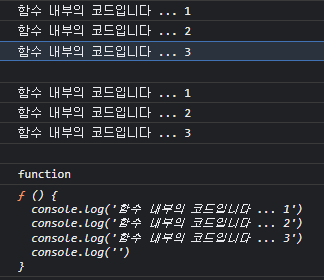 함수 내부의 코드입니다 ... 1
함수 내부의 코드입니다 ... 2
함수 내부의 코드입니다 ... 3
함수 내부의 코드입니다 ... 1
함수 내부의 코드입니다 ... 2
함수 내부의 코드입니다 ... 3
function
ƒ () {
  console.log('함수 내부의 코드입니다 ... 1')
  console.log('함수 내부의 코드입니다 ... 2')
  console.log('함수 내부의 코드입니다 ... 3')
  console.log('')
}